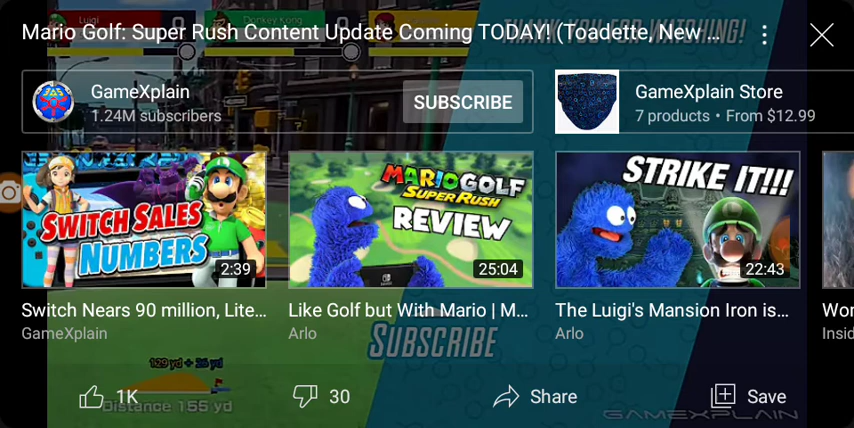 Luigi 0 Donkey Kong
Mario Golf: Super Rush Content Update Coming TODAY! (Toadette, New ...
THANK YOU FOR WATCHING!
GameXplain
1.24M subscribers
SUBSCRIBE
GameXplain Store
7 products • From $12.99
SWITCH SALES
NUMBERS
2:39
MARIO GOLF
SUPER RUSH
REVIEW
25:04
STRIKE IT!!!
22:43
Switch Nears 90 million, Lite...
GameXplain
Like Golf but With Mario | M...
Arlo
The Luigi's Mansion Iron is...
Arlo
Wor
Insid
SUBSCRIBE
129 yd + 26 yd
Distance 155 yd
1K
30
Share
Save
GAMEXPLAIN